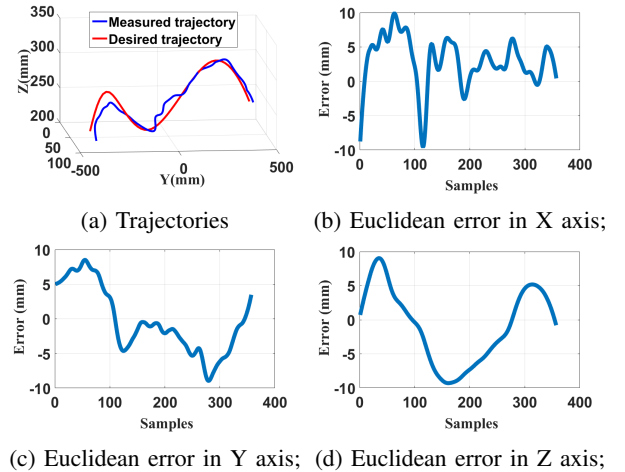 350
300
250
200
Z(mm)
Measured trajectory
Desired trajectory
0
50
100
-500
0
500
Y(mm)
(a) Trajectories
10
5
0
-5
-10
Error (mm)
0
100
200
300
400
Samples
(b) Euclidean error in X axis;
10
5
0
-5
-10
Error (mm)
0
100
200
300
400
Samples
(c) Euclidean error in Y axis;
10
5
0
-5
-10
Error (mm)
0
100
200
300
400
Samples
(d) Euclidean error in Z axis;